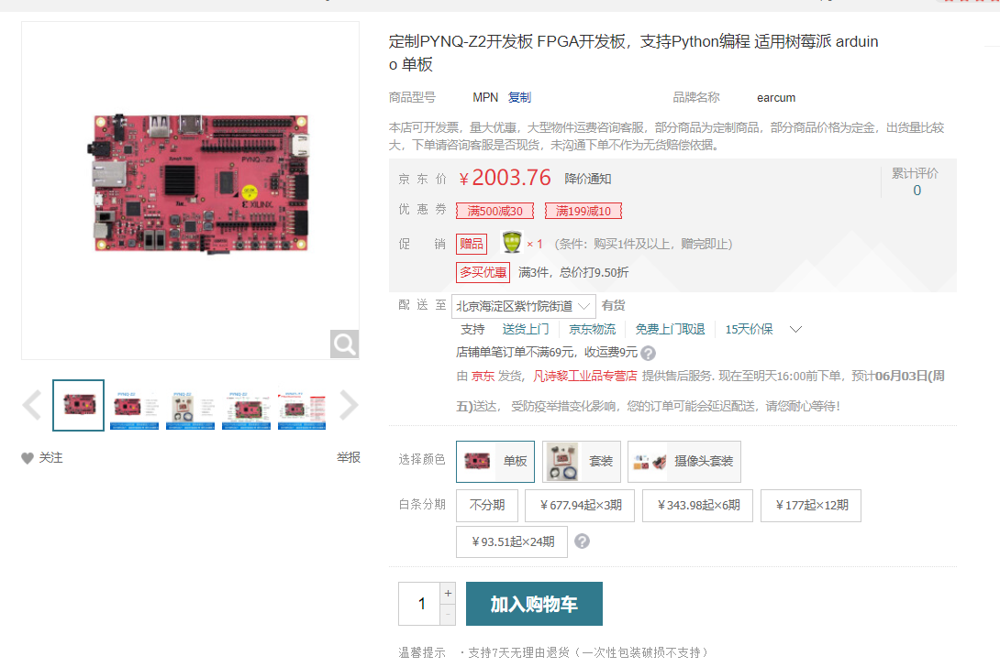 定制PYNQ-Z2开发板 FPGA开发板，支持Python编程 适用树莓派 arduin
o 单板
商品型号 MPN 复制 品牌名称 earcum
本店可开发票，量大优惠，大型物件运费咨询客服，部分商品为定制商品，部分商品价格为定金，出货量比较
大，下单请咨询客服是否现货，未沟通下单不作为无货赔偿依据。
京东价 ￥2003.76 降价通知 累计评价
0
优惠券 满500减30 满199减10
促销 赠品 ×1 （条件：购买1件及以上，赠完即止）
多买优惠 满3件，总价打9.50折
配送至 北京海淀区紫竹院街道 有货
支持 送货上门 京东物流 免费上门取退 15天价保
店铺单笔订单不满69元，收运费9元 ?
由 京东 发货，凡诗黎工业品专营店 提供售后服务. 现在至明天16:00前下单，预计06月03日(周
五)送达， 受防疫举措变化影响，您的订单可能会延迟配送，请您耐心等待！
PYNQ-Z2
XILINX
关注 举报
选择颜色 单板 套装 摄像头套装
白条分期 不分期 ￥677.94起×3期 ￥343.98起×6期 ￥177起×12期
￥93.51起×24期 ?
1 + -
加入购物车
温馨提示 ·支持7天无理由退货（一次性包装破损不支持）